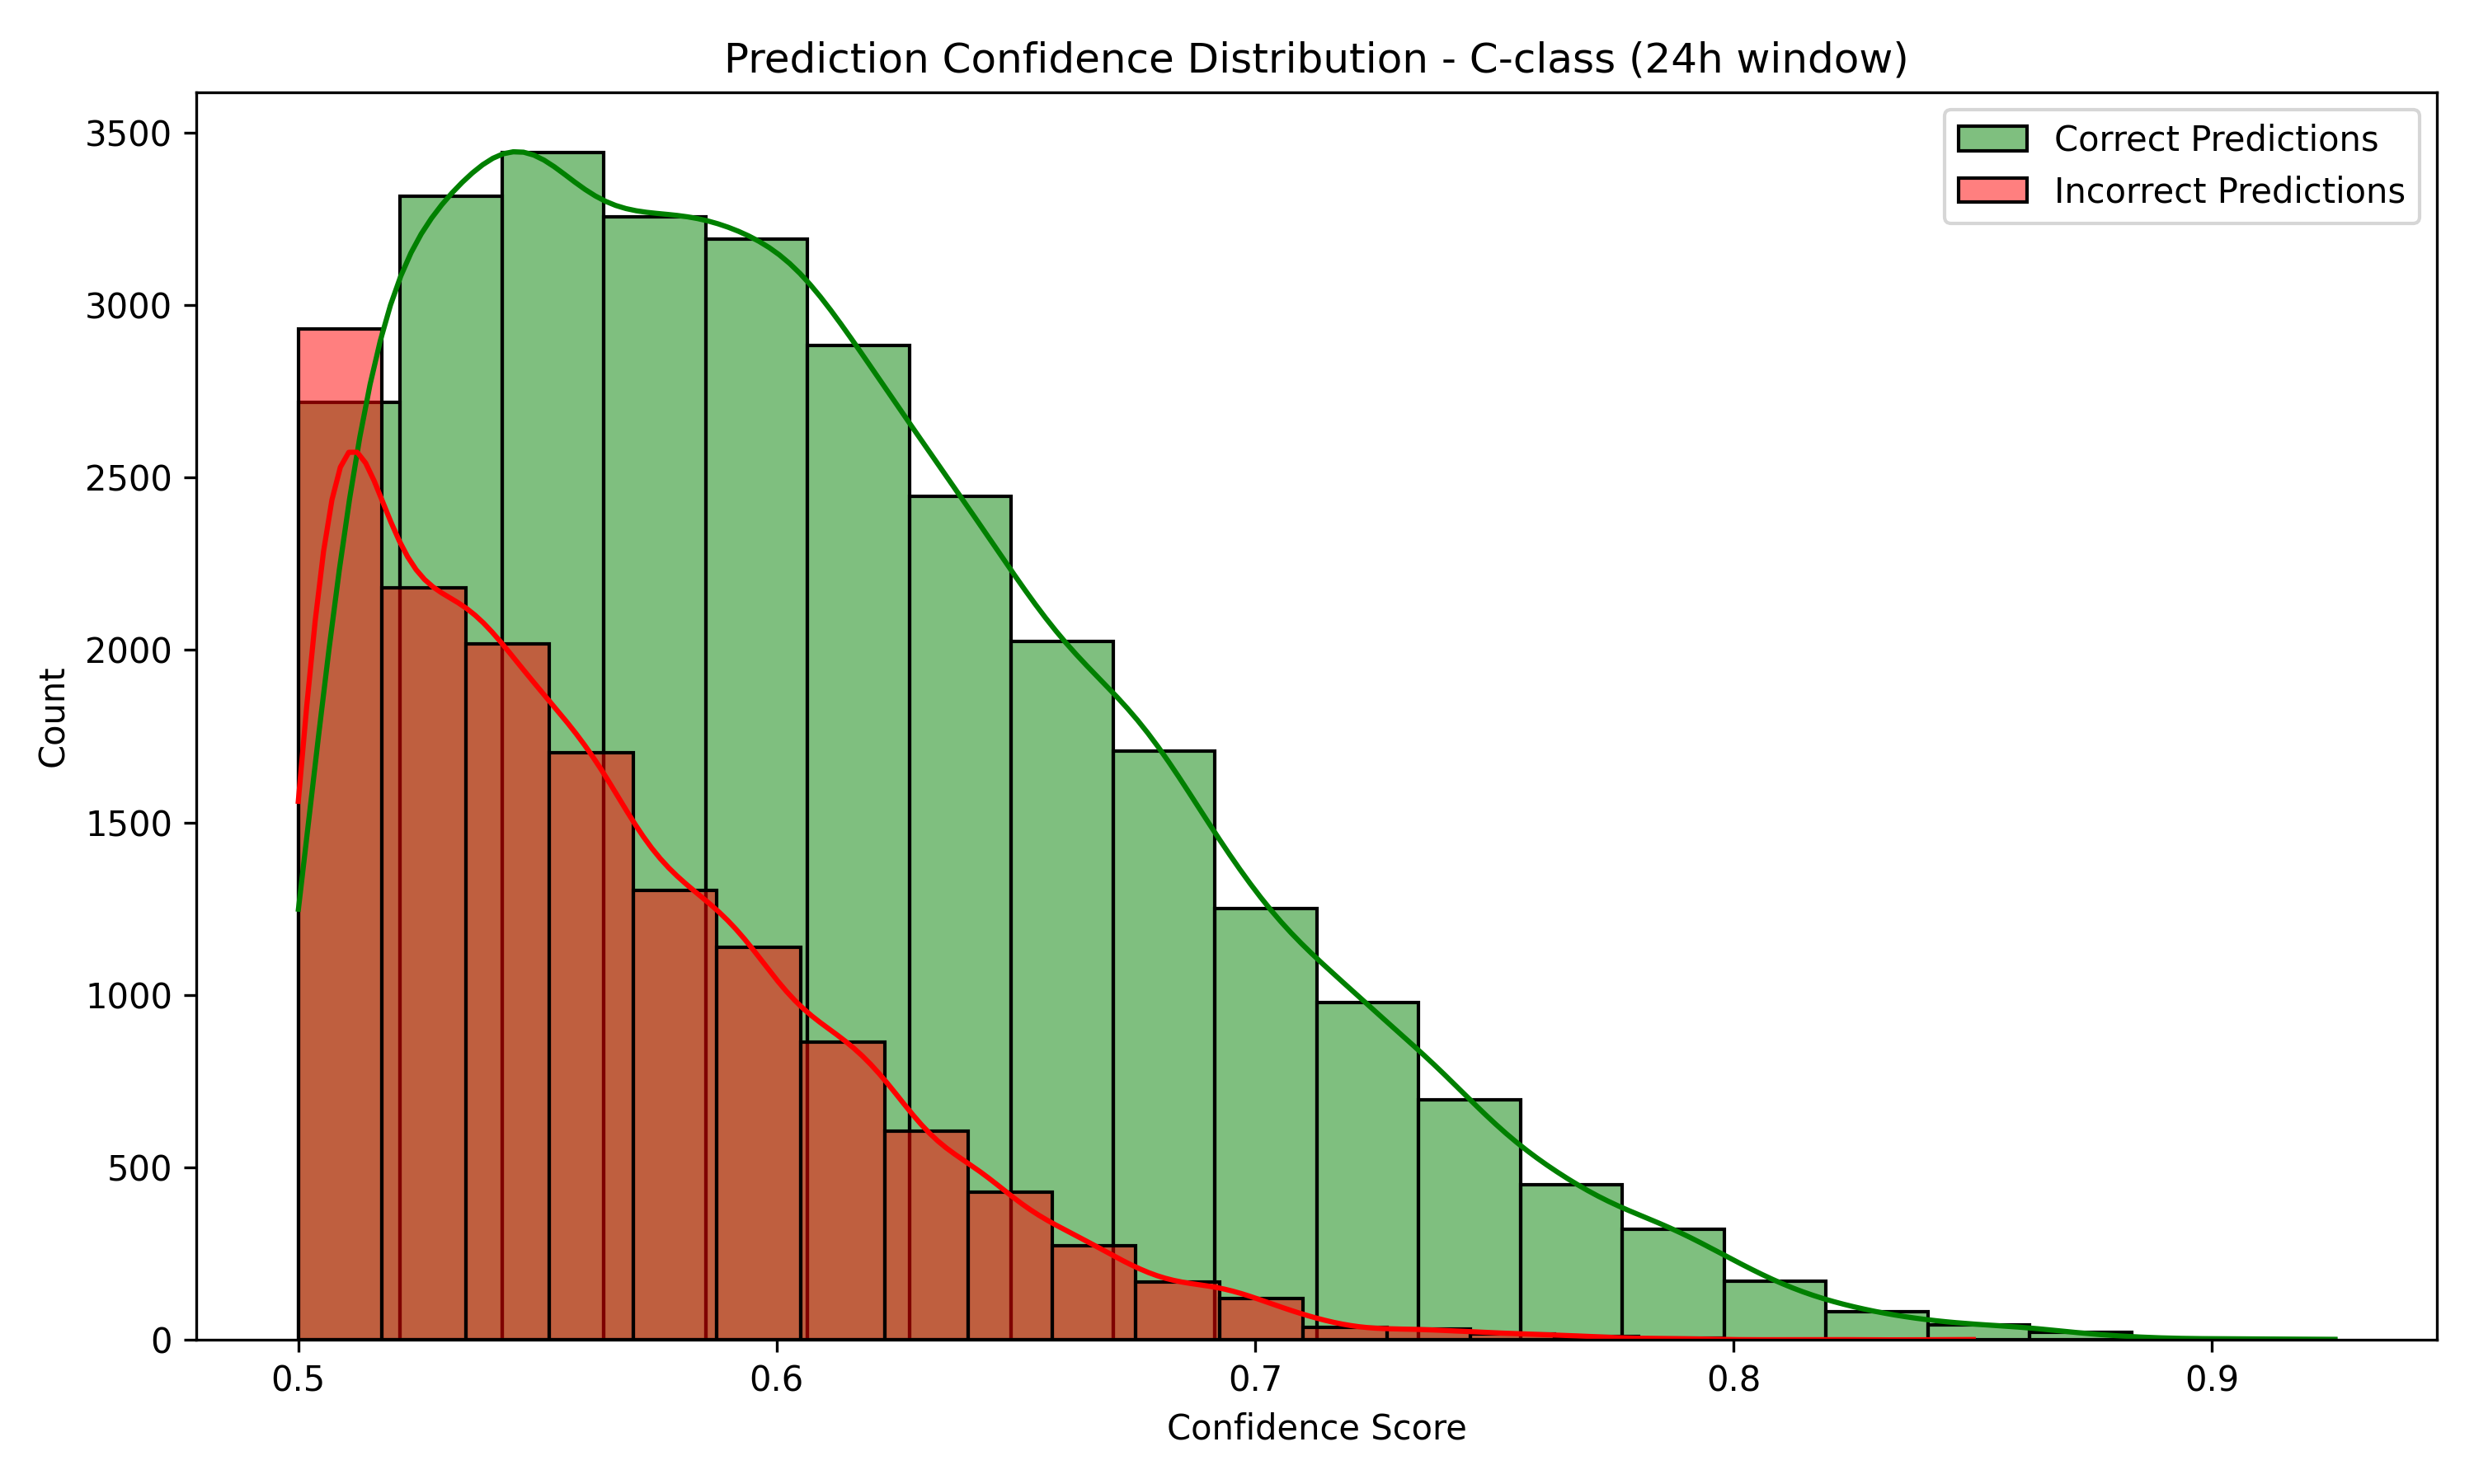 Prediction Confidence Distribution - C-class (24h window)
Correct Predictions
Incorrect Predictions
3500
3000
2500
2000
1500
1000
500
0
Count
0.5 0.6 0.7 0.8 0.9
Confidence Score